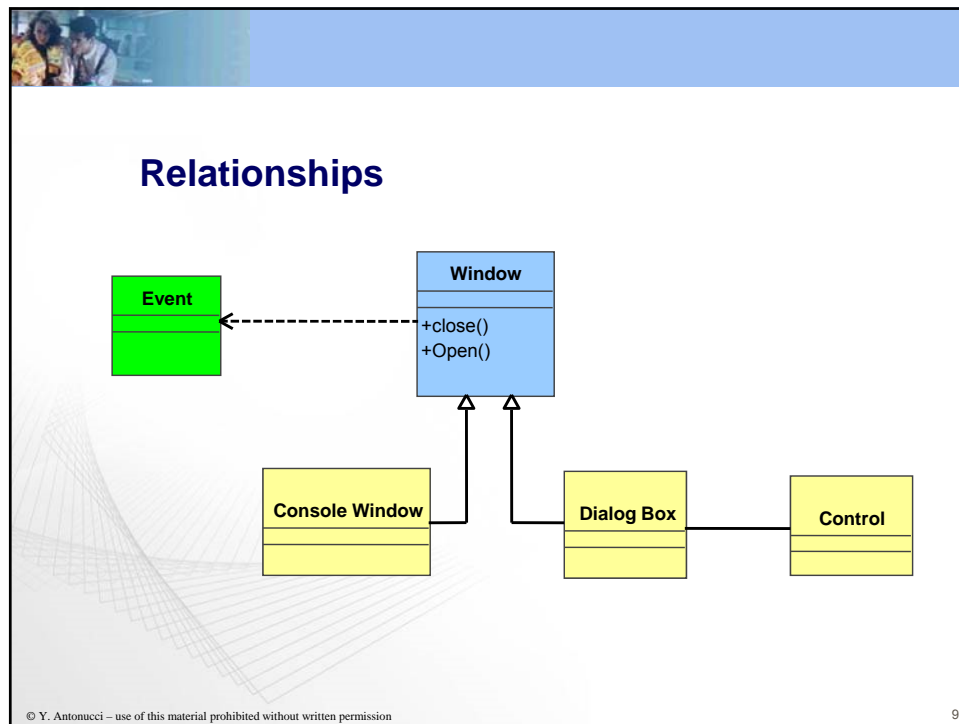 Relationships
Event
Window
+close()
+Open()
Console Window
Dialog Box
Control
© Y. Antonucci – use of this material prohibited without written permission
9